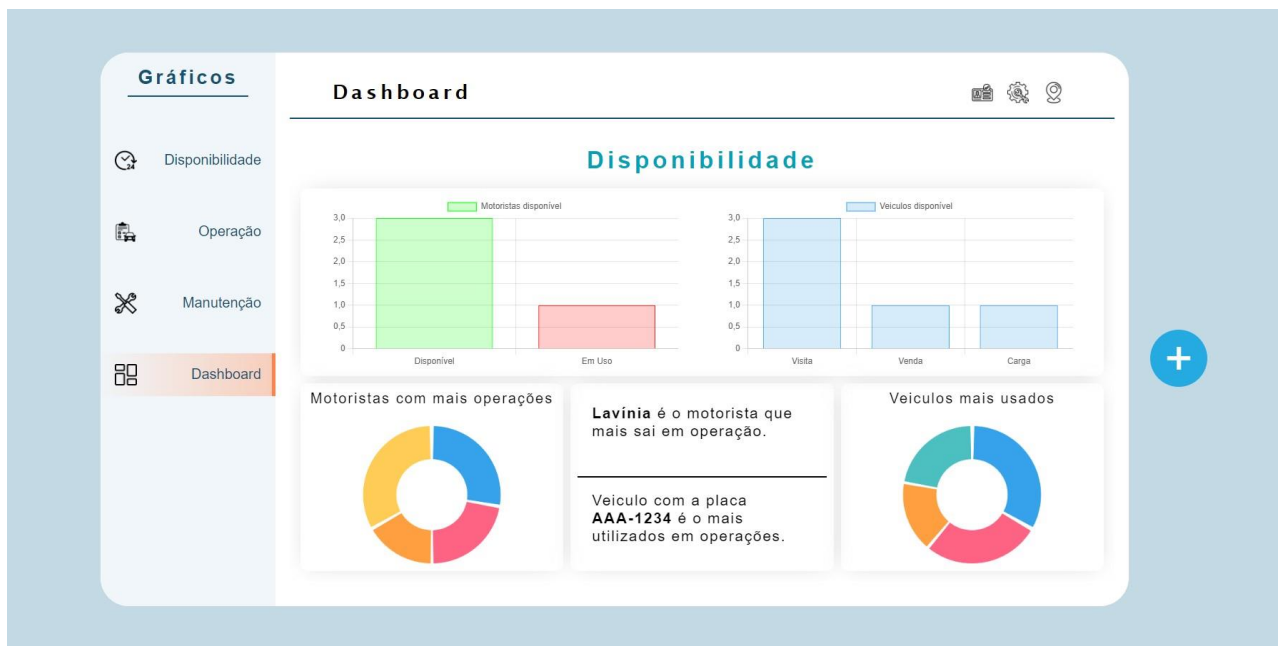 Gráficos
Disponibilidade
Operação
Manutenção
Dashboard
Dashboard
Disponibilidade
Motoristas disponível
3,0
2,5
2,0
1,5
1,0
0,5
0
Disponível
Em Uso
Veiculos disponível
3,0
2,5
2,0
1,5
1,0
0,5
0
Visita
Venda
Carga
Motoristas com mais operações
Lavínia é o motorista que
mais sai em operação.
Veiculo com a placa
AAA-1234 é o mais
utilizados em operações.
Veiculos mais usados
24
+